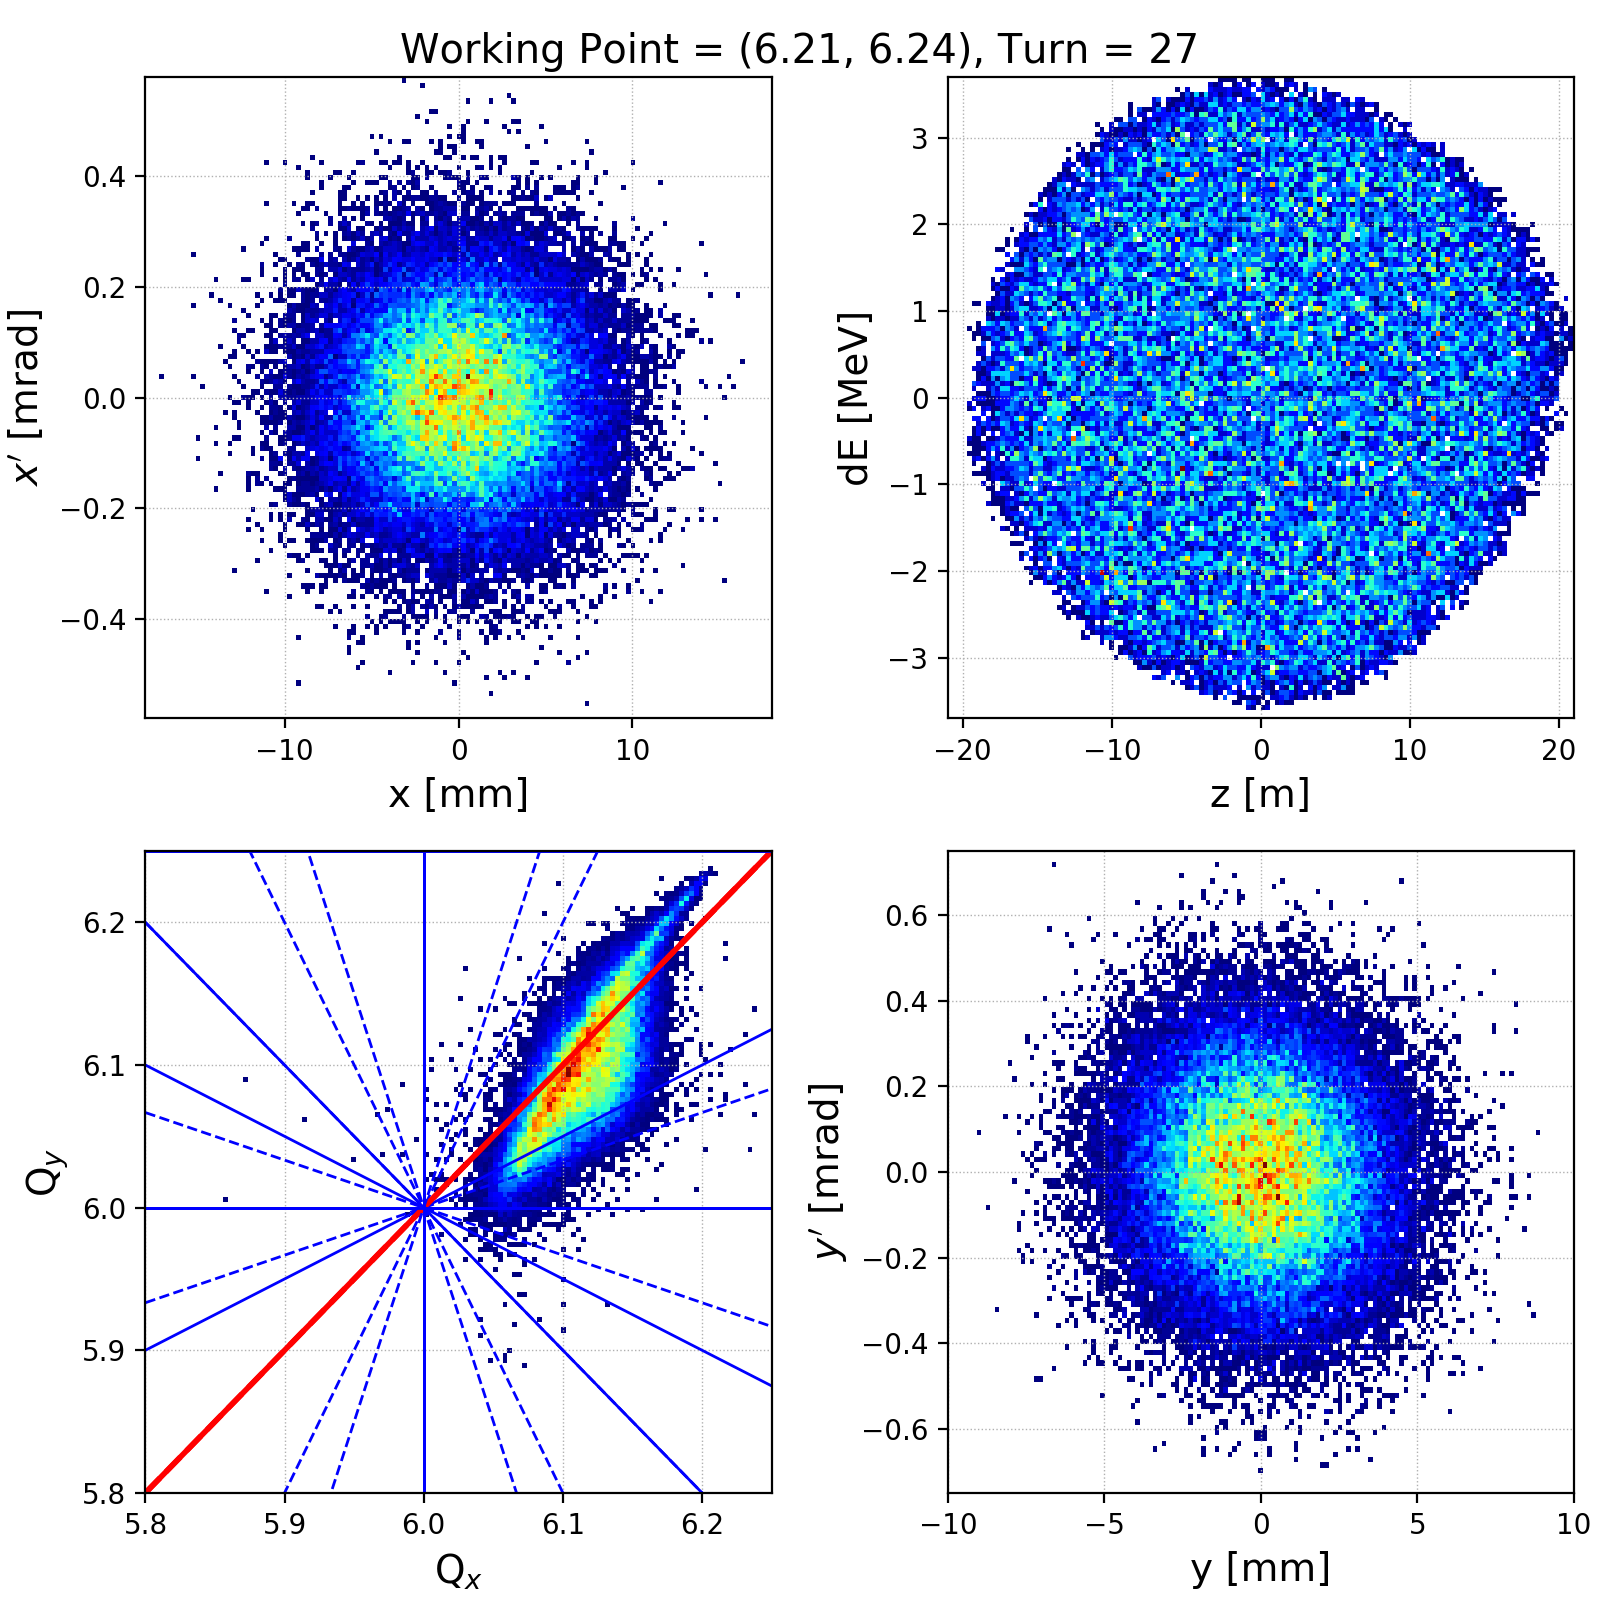 Working Point = (6.21, 6.24), Turn = 27
0.4
0.2
0.0
−0.2
−0.4
x′ [mrad]
−10 0 10
x [mm]
3
2
1
0
−1
−2
−3
dE [MeV]
−20 −10 0 10 20
z [m]
6.2
6.1
6.0
5.9
5.8
Qy
5.8 5.9 6.0 6.1 6.2
Qx
0.6
0.4
0.2
0.0
−0.2
−0.4
−0.6
y′ [mrad]
−10 −5 0 5 10
y [mm]